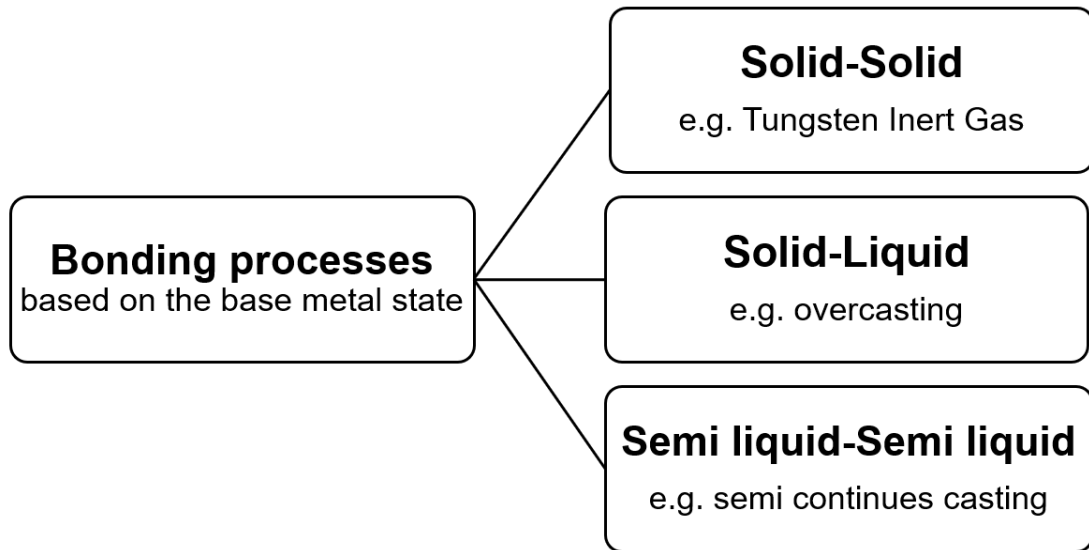 Solid-Solid
e.g. Tungsten Inert Gas
Bonding processes
based on the base metal state
Solid-Liquid
e.g. overcasting
Semi liquid-Semi liquid
e.g. semi continues casting